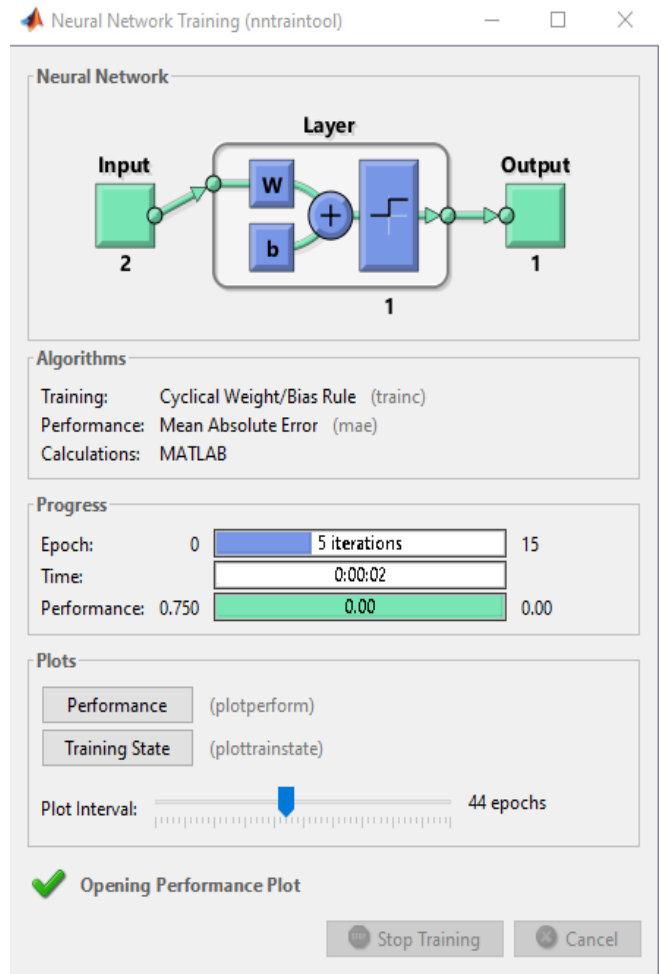 Neural Network Training (nntraintool)
Neural Network
Layer
Input
Output
W
b
+
2
1
1
Algorithms
Training: Cyclical Weight/Bias Rule (trainc)
Performance: Mean Absolute Error (mae)
Calculations: MATLAB
Progress
Epoch: 0 5 iterations 15
Time: 0:00:02
Performance: 0.750 0.00 0.00
Plots
Performance (plotperform)
Training State (plottrainstate)
Plot Interval: 44 epochs
Opening Performance Plot
STOP Stop Training Cancel